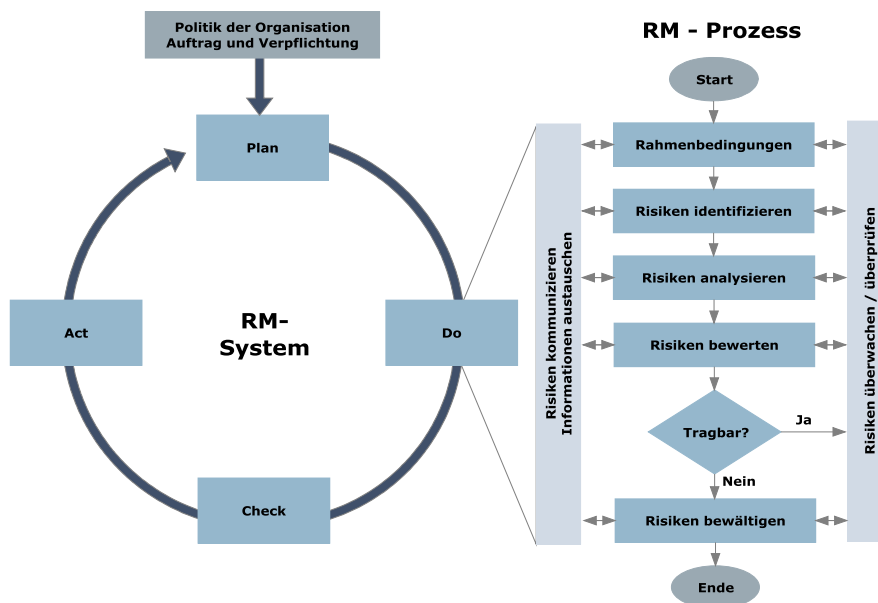 Politik der Organisation
Auftrag und Verpflichtung
Plan
Act
RM-
System
Do
Check
RM - Prozess
Start
Rahmenbedingungen
Risiken identifizieren
Risiken analysieren
Risiken bewerten
Tragbar?
Ja
Nein
Risiken bewältigen
Ende
Risiken kommunizieren
Informationen austauschen
Risiken überwachen / überprüfen